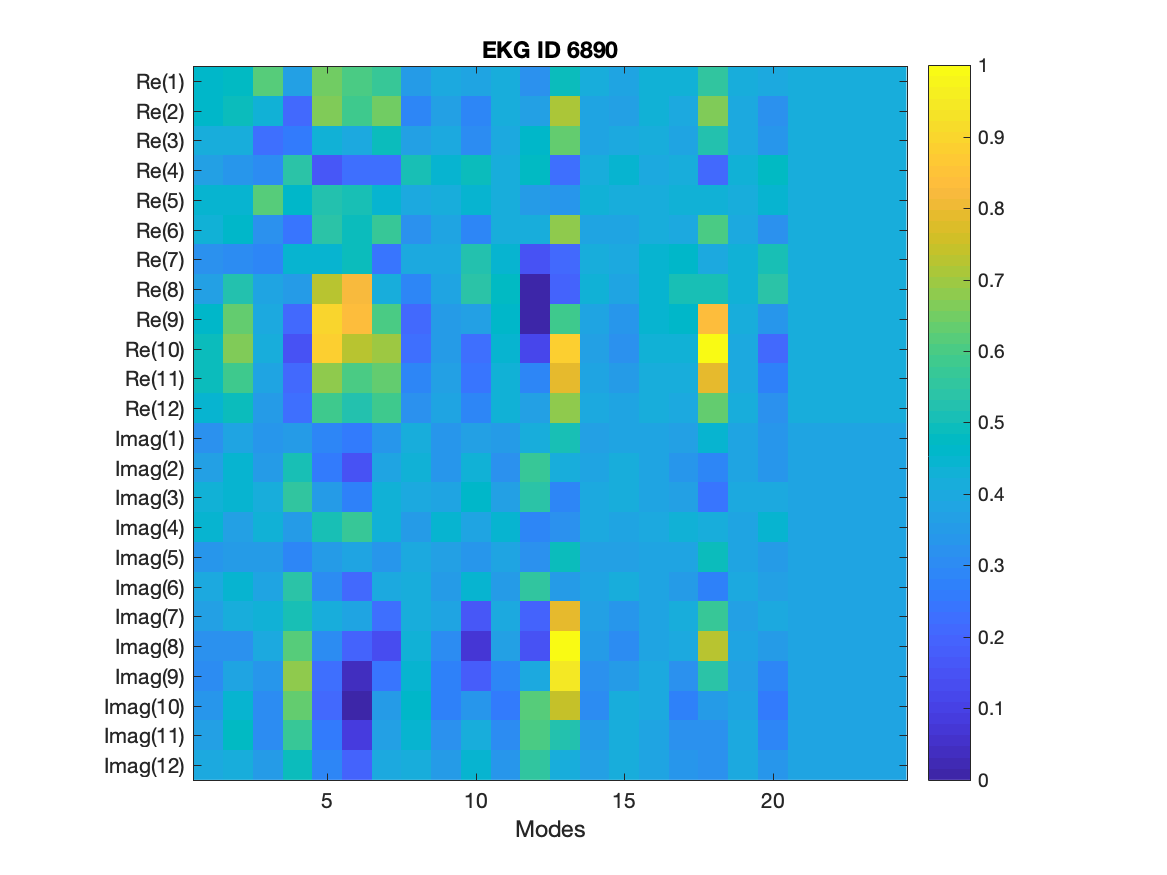 EKG ID 6890
Re(1)
Re(2)
Re(3)
Re(4)
Re(5)
Re(6)
Re(7)
Re(8)
Re(9)
Re(10)
Re(11)
Re(12)
Imag(1)
Imag(2)
Imag(3)
Imag(4)
Imag(5)
Imag(6)
Imag(7)
Imag(8)
Imag(9)
Imag(10)
Imag(11)
Imag(12)
5 10 15 20
Modes
1
0.9
0.8
0.7
0.6
0.5
0.4
0.3
0.2
0.1
0